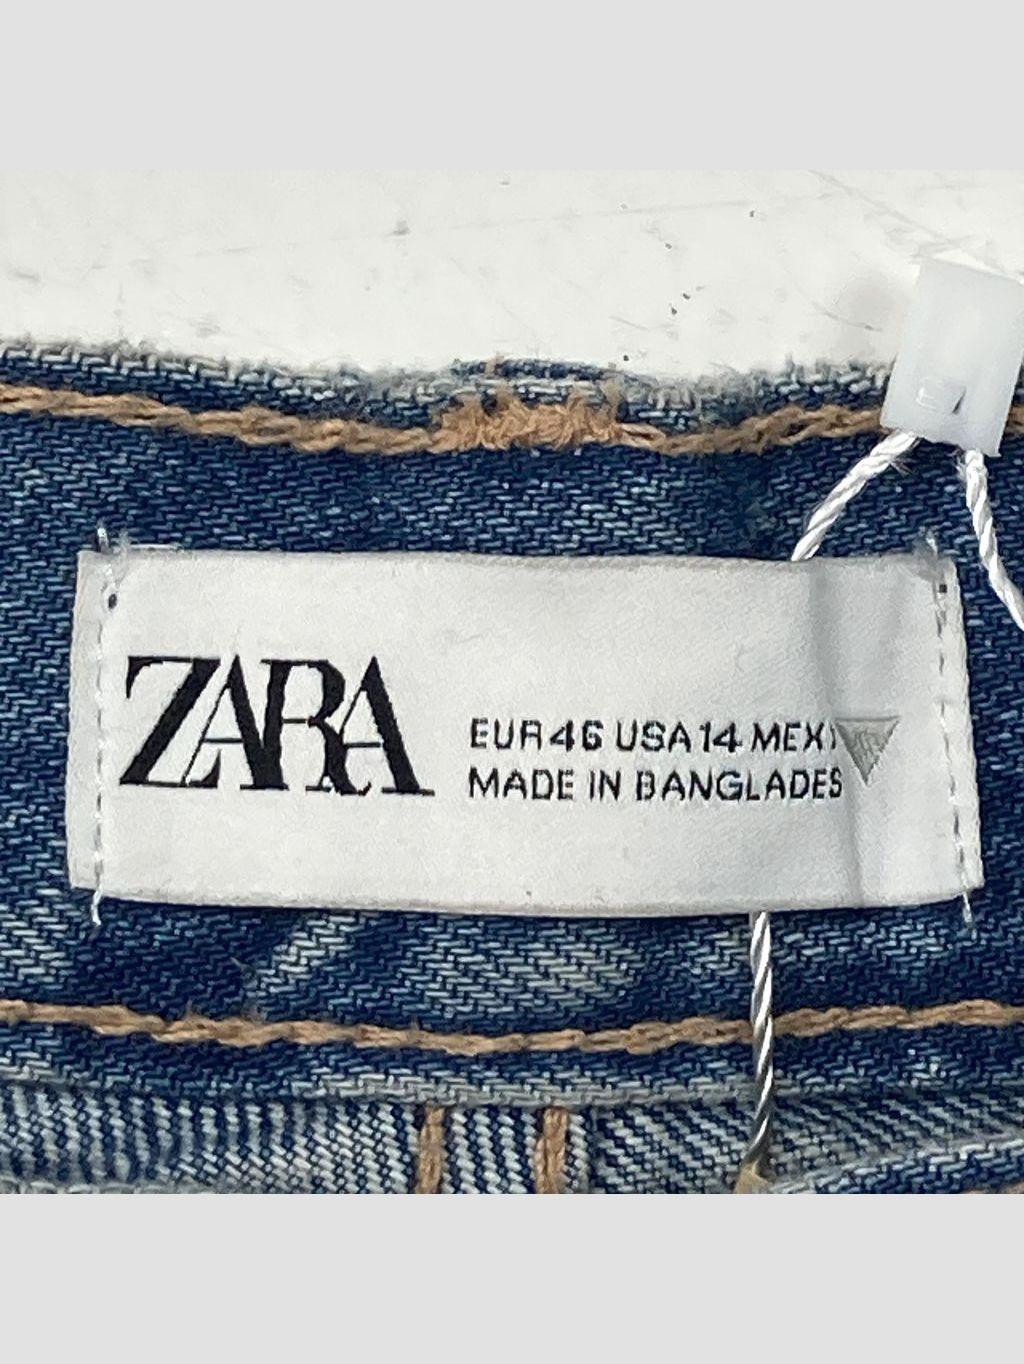 ZARA
EUR 46 USA 14 MEX
MADE IN BANGLADES